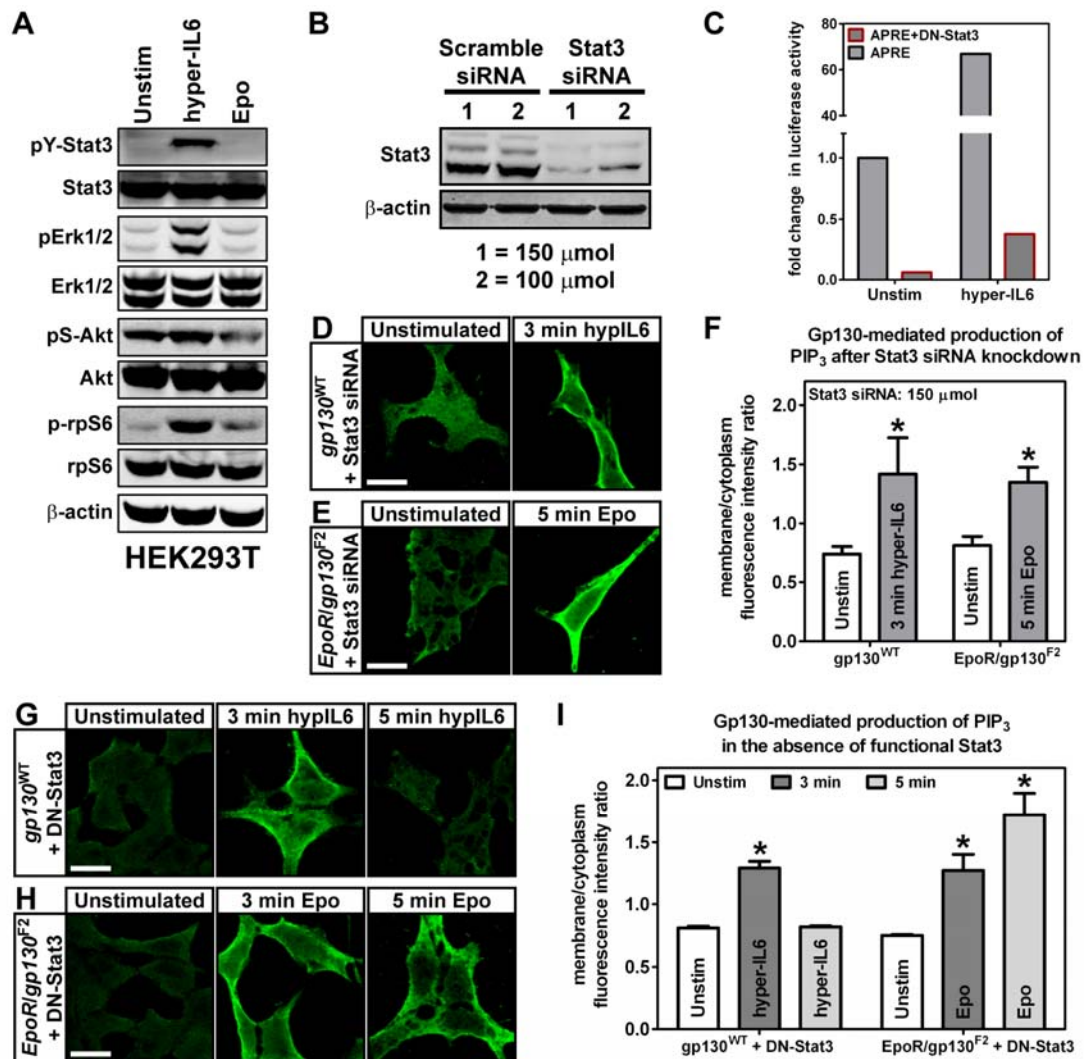 A
Unstim
hyper-IL6
Epo
pY-Stat3
Stat3
pErk1/2
Erk1/2
pS-Akt
Akt
p-rpS6
rpS6
β-actin
HEK293T
B
Scramble siRNA
Stat3 siRNA
1 2 1 2
Stat3
β-actin
1 = 150 μmol
2 = 100 μmol
C
fold change in luciferase activity
80
60
40
1.0
0.5
0.0
APRE+DN-Stat3
APRE
Unstim
hyper-IL6
D
gp130WT
+ Stat3 siRNA
Unstimulated
3 min hypIL6
E
EpoR/gp130F2
+ Stat3 siRNA
Unstimulated
5 min Epo
F
Gp130-mediated production of
PIP3 after Stat3 siRNA knockdown
membrane/cytoplasm
fluorescence intensity ratio
Stat3 siRNA: 150 μmol
2.0
1.5
1.0
0.5
0.0
*
*
Unstim
3 min hyper-IL6
Unstim
5 min Epo
gp130WT
EpoR/gp130F2
G
gp130WT
+ DN-Stat3
Unstimulated
3 min hypIL6
5 min hypIL6
H
EpoR/gp130F2
+ DN-Stat3
Unstimulated
3 min Epo
5 min Epo
I
Gp130-mediated production of PIP3
in the absence of functional Stat3
membrane/cytoplasm
fluorescence intensity ratio
Unstim
3 min
5 min
2.0
1.5
1.0
0.5
0.0
*
*
*
Unstim
hyper-IL6
hyper-IL6
Unstim
Epo
Epo
gp130WT + DN-Stat3
EpoR/gp130F2 + DN-Stat3